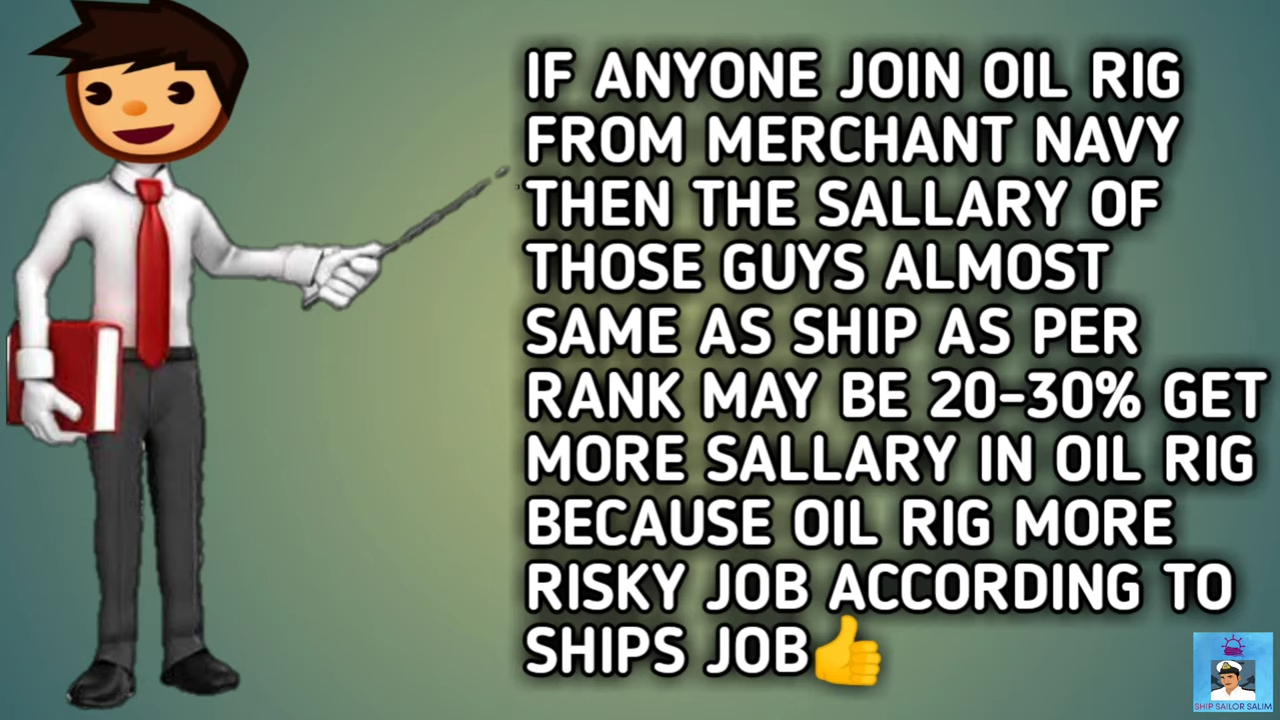 IF ANYONE JOIN OIL RIG
FROM MERCHANT NAVY
THEN THE SALLARY OF
THOSE GUYS ALMOST
SAME AS SHIP AS PER
RANK MAY BE 20-30% GET
MORE SALLARY IN OIL RIG
BECAUSE OIL RIG MORE
RISKY JOB ACCORDING TO
SHIPS JOB👍
SHIP SAILOR SALIM